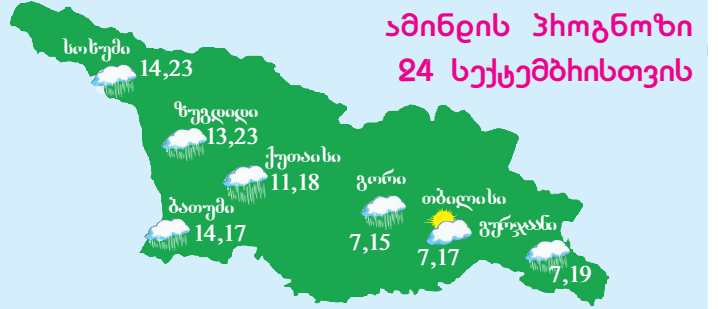 ამინდის პროგნოზი
24 სექტემბრისთვის
სოხუმი
14,23
ზუგდიდი
13,23
ქუთაისი
11,18
გორი
7,15
თბილისი
7,17
ბათუმი
14,17
გურჯაანი
7,19